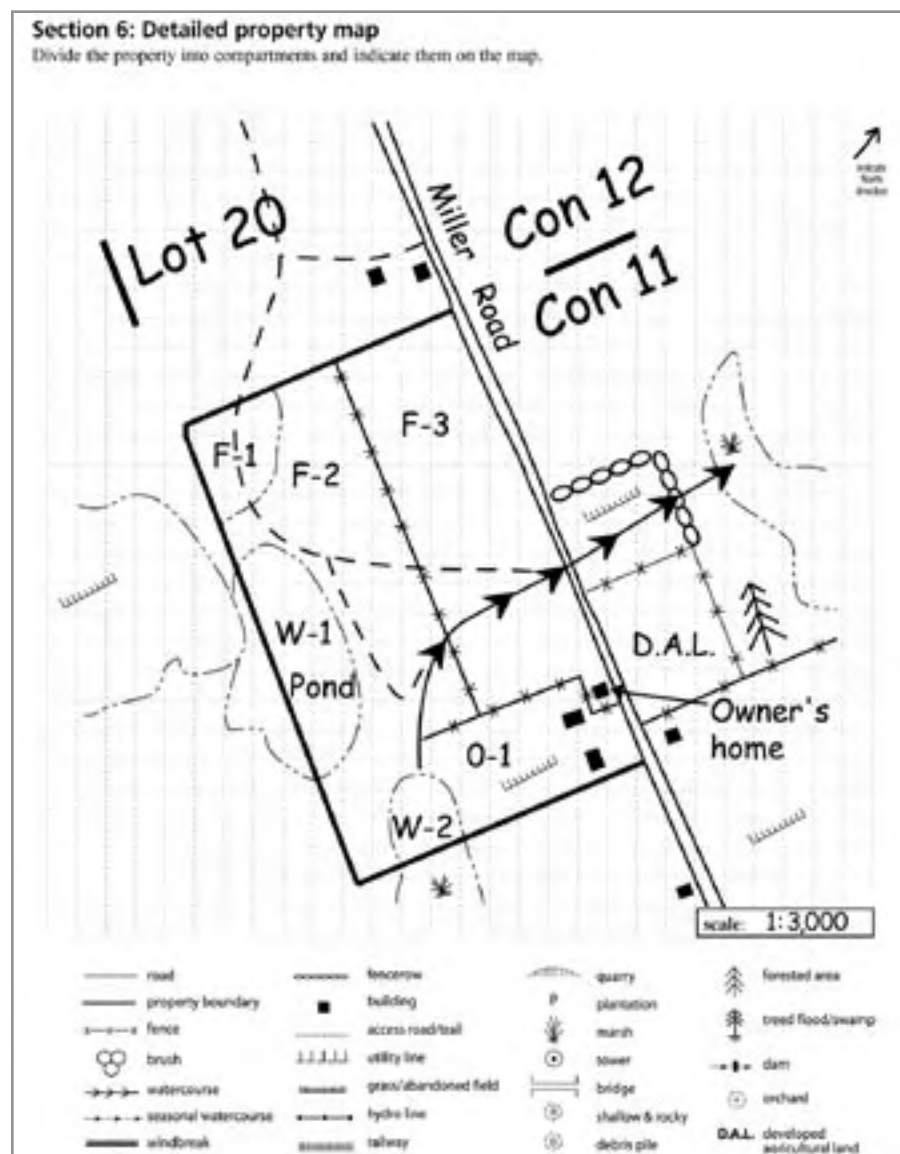 Section 6: Detailed property map
Divide the property into compartments and indicate them on the map.
indicate
North
direction
Lot 20
Miller
Road
Con 12
Con 11
F-1
F-2
F-3
W-1
Pond
D.A.L.
Owner's
home
O-1
W-2
scale: 1:3,000
road
property boundary
fence
brush
watercourse
seasonal watercourse
windbreak
fencerow
building
access road/trail
utility line
grass/abandoned field
hydro line
railway
quarry
P plantation
marsh
tower
bridge
shallow & rocky
debris pile
forested area
treed flood/swamp
dam
orchard
D.A.L. developed
agricultural land